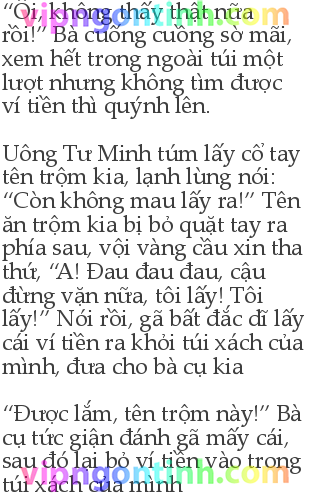 “Ôi, không thấy thật nữa
rồi!” Bà cuống cuồng sờ mãi,
xem hết trong ngoài túi một
lượt nhưng không tìm được
ví tiền thì quýnh lên.
Uông Tư Minh túm lấy cổ tay
tên trộm kia, lạnh lùng nói:
“Còn không mau lấy ra!” Tên
ăn trộm kia bị bỏ quặt tay ra
phía sau, vội vàng cầu xin tha
thứ, “A! Đau đau đau, cậu
đừng vặn nữa, tôi lấy! Tôi
lấy!” Nói rồi, gã bất đắc dĩ lấy
cái ví tiền ra khỏi túi xách của
mình, đưa cho bà cụ kia
“Được lắm, tên trộm này!” Bà
cụ tức giận đánh gã mấy cái,
sau đó lại bỏ ví tiền vào trong
túi xách của mình
vipngontinh.com
vipngontinh.com